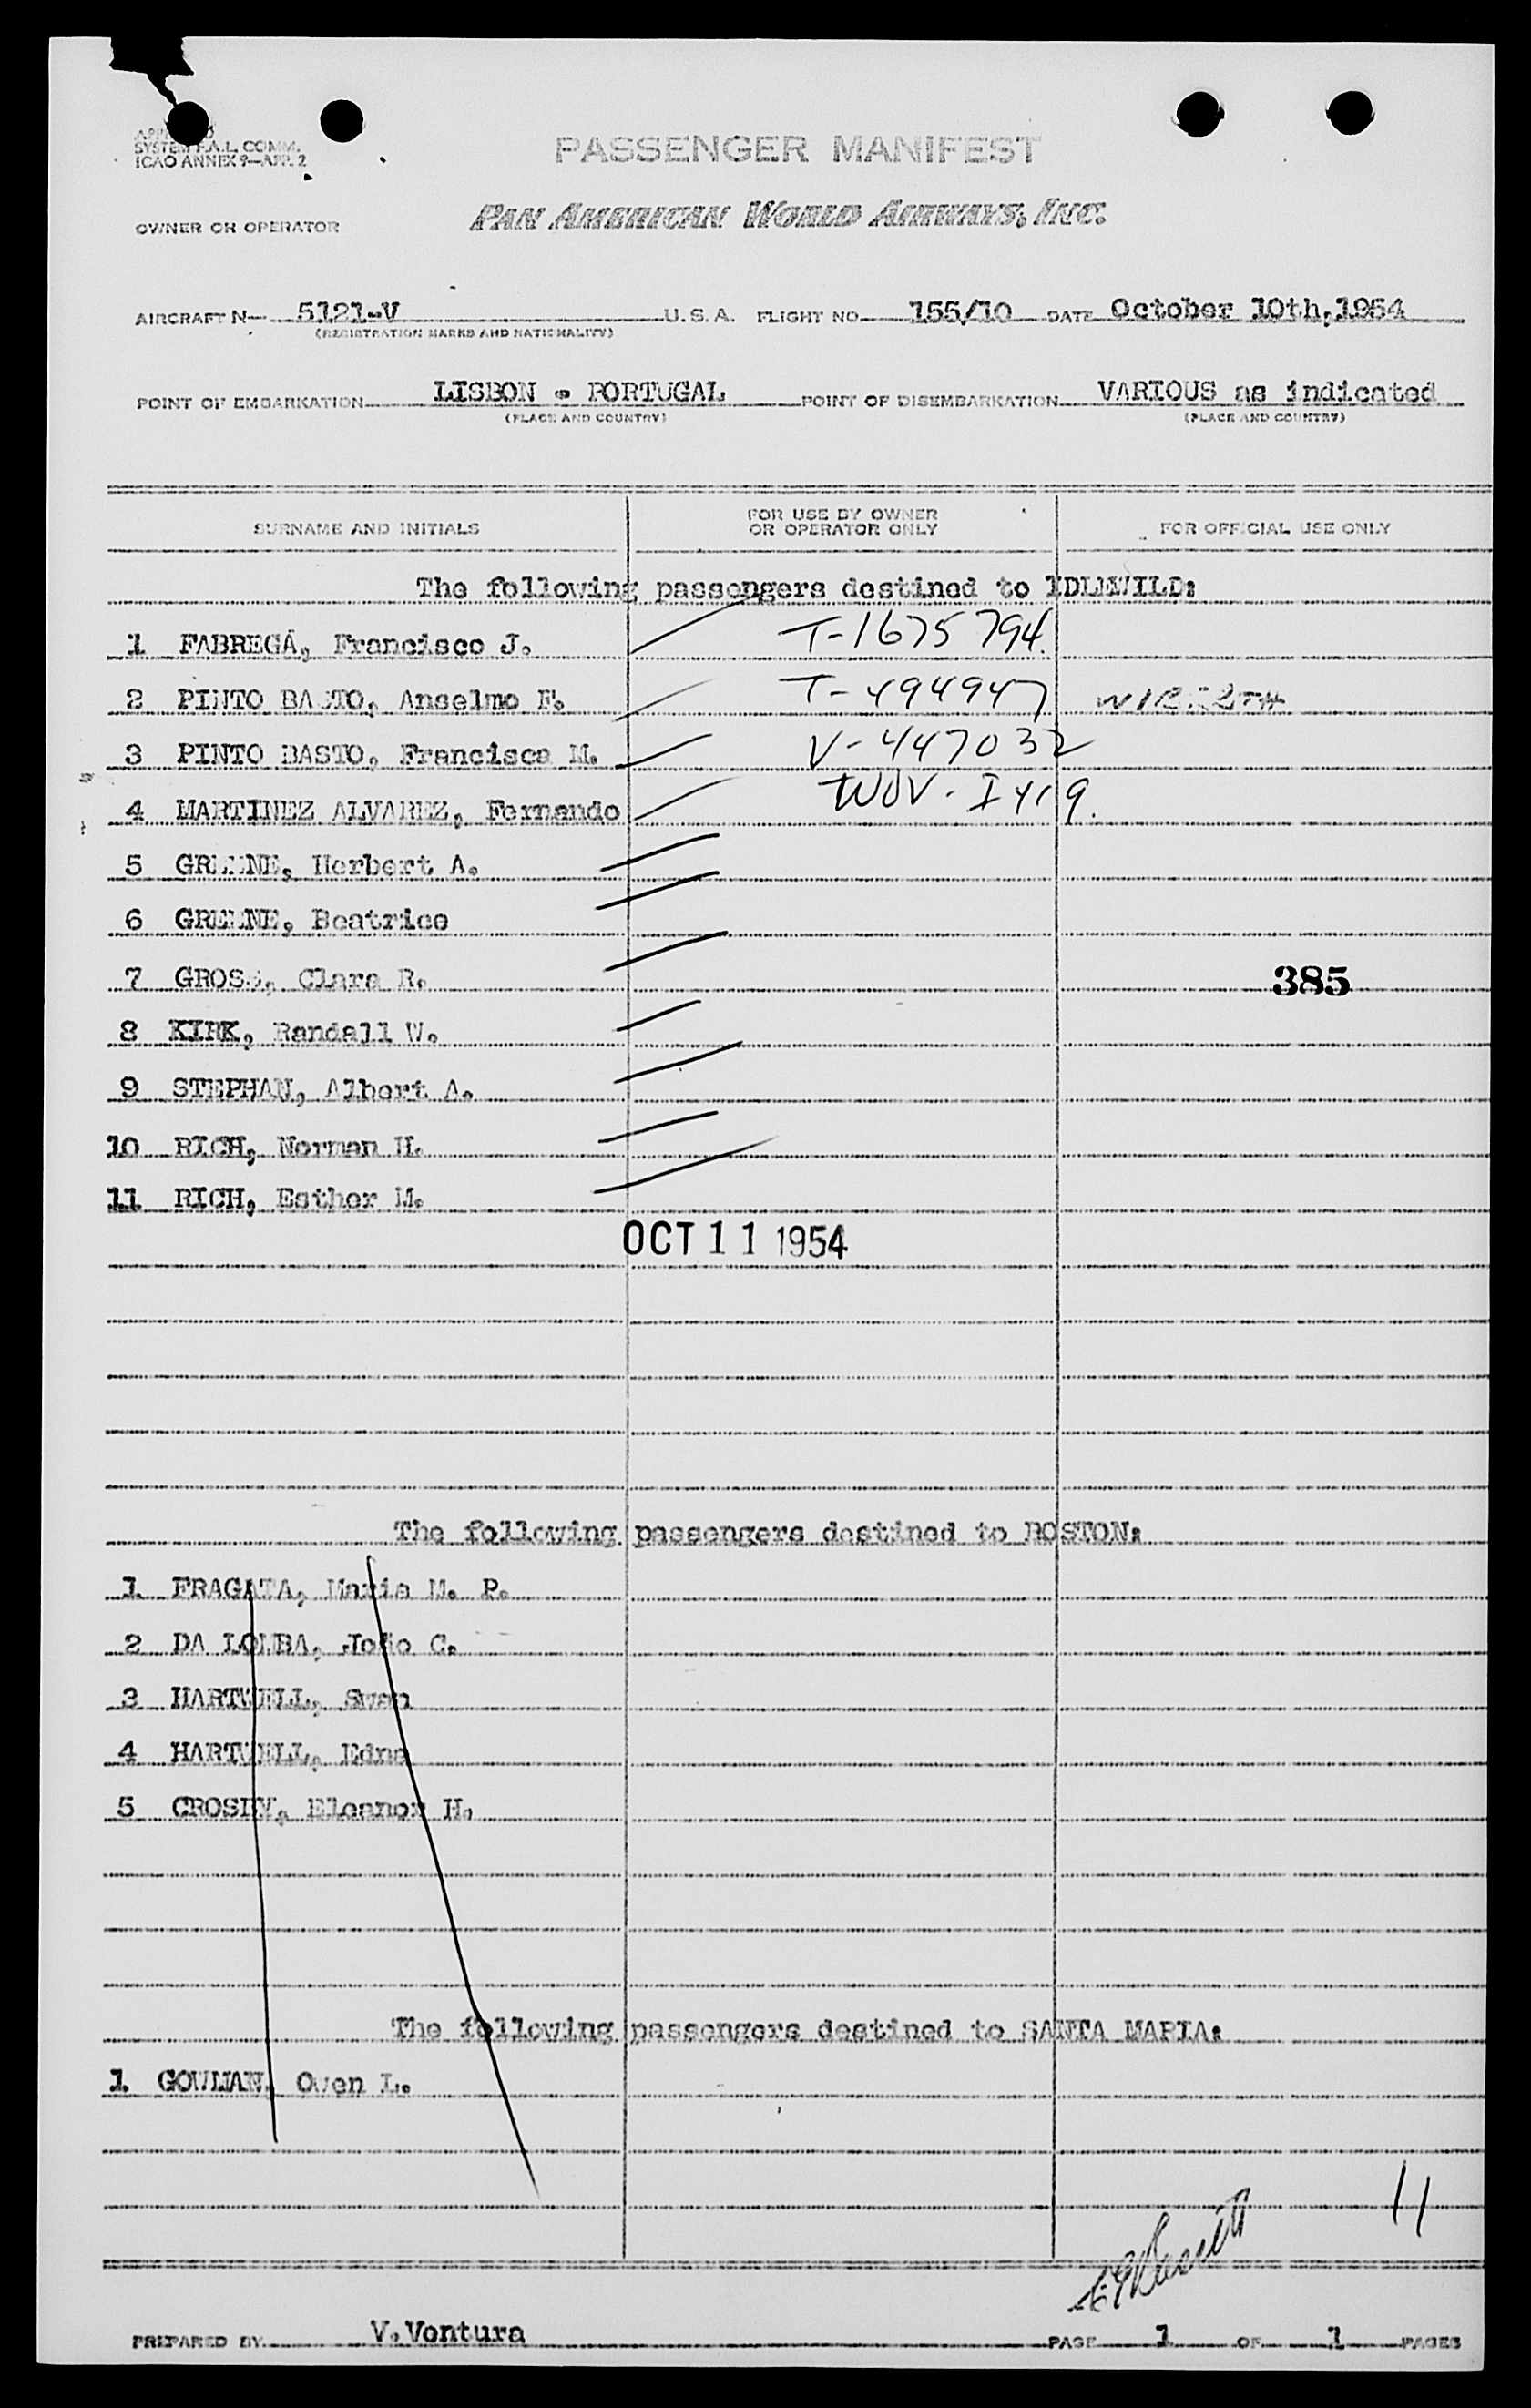 SYSTEM F.A.L. COMM.
ICAO ANNEX 9—APP. 2
PASSENGER MANIFEST
OWNER OR OPERATOR
PAN AMERICAN WORLD AIRWAYS, INC.
AIRCRAFT N— 5121-V U. S. A. FLIGHT NO. 155/10 DATE October 10th, 1954
(REGISTRATION MARKS AND NATIONALITY)
POINT OF EMBARKATION LISBON - PORTUGAL POINT OF DISEMBARKATION VARIOUS as indicated
(PLACE AND COUNTRY) (PLACE AND COUNTRY)
SURNAME AND INITIALS FOR USE BY OWNER OR OPERATOR ONLY FOR OFFICIAL USE ONLY
The following passengers destined to IDLEWILD:
1 FABREGA, Francisco J. T-1675794.
2 PINTO BASTO, Anselmo F. T-494947
3 PINTO BASTO, Francisca M. V-447032
4 MARTINEZ ALVAREZ, Fernando
5 GREENE, Herbert A.
6 GREENE, Beatrice
7 GROSS, Clara R. 385
8 KIRK, Randall W.
9 STEPHAN, Albert A.
10 RICH, Norman H.
11 RICH, Esther M.
OCT 11 1954
The following passengers destined to BOSTON:
1 FRAGATA, Maria M. P.
2 DA João C.
3 HARTWELL, Swan
4 HARTWELL, Edna
5 CROSBY, Eleanor H.
The following passengers destined to SANTA MARIA:
1 GOWMAN, Owen L.
11
PREPARED BY V. Ventura PAGE 1 OF 1 PAGES